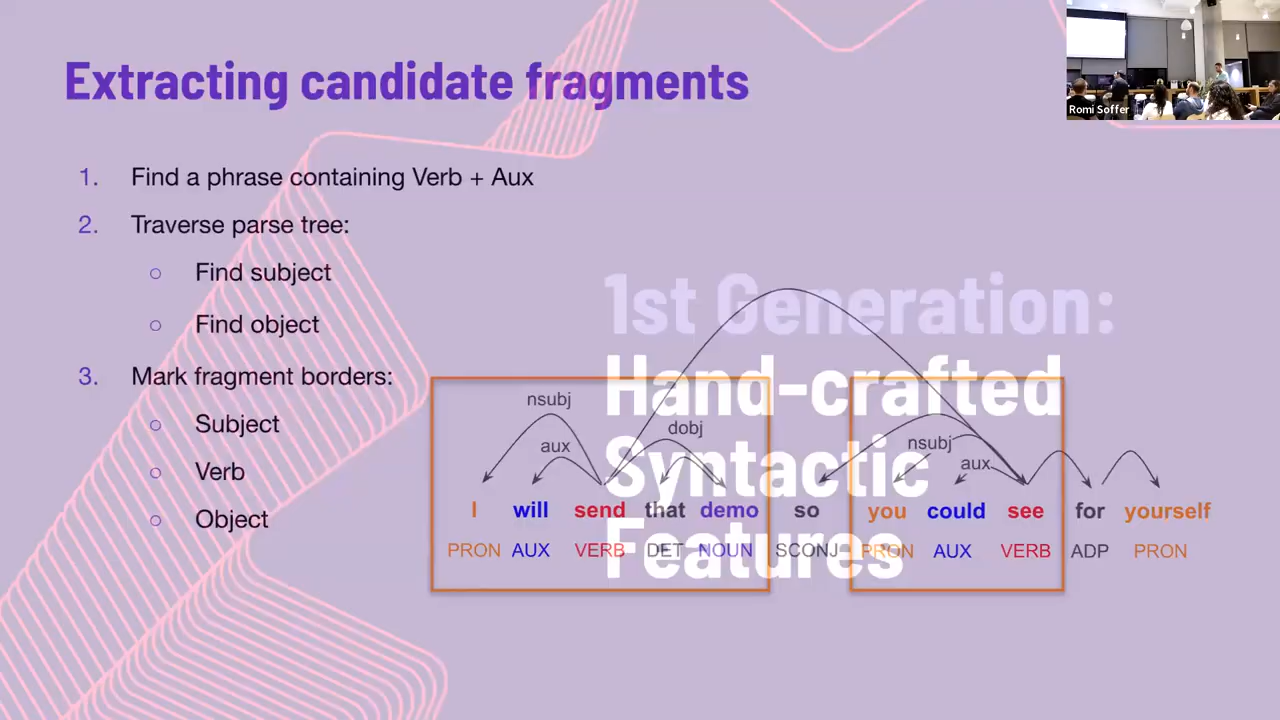 Extracting candidate fragments
Romi Soffer
1. Find a phrase containing Verb + Aux
2. Traverse parse tree:
○ Find subject
○ Find object
3. Mark fragment borders:
○ Subject
○ Verb
○ Object
1st Generation:
Hand-crafted
Syntactic
Features
nsubj
aux
dobj
nsubj
aux
I will send that demo so you could see for yourself
PRON AUX VERB DET NOUN SCONJ PRON AUX VERB ADP PRON